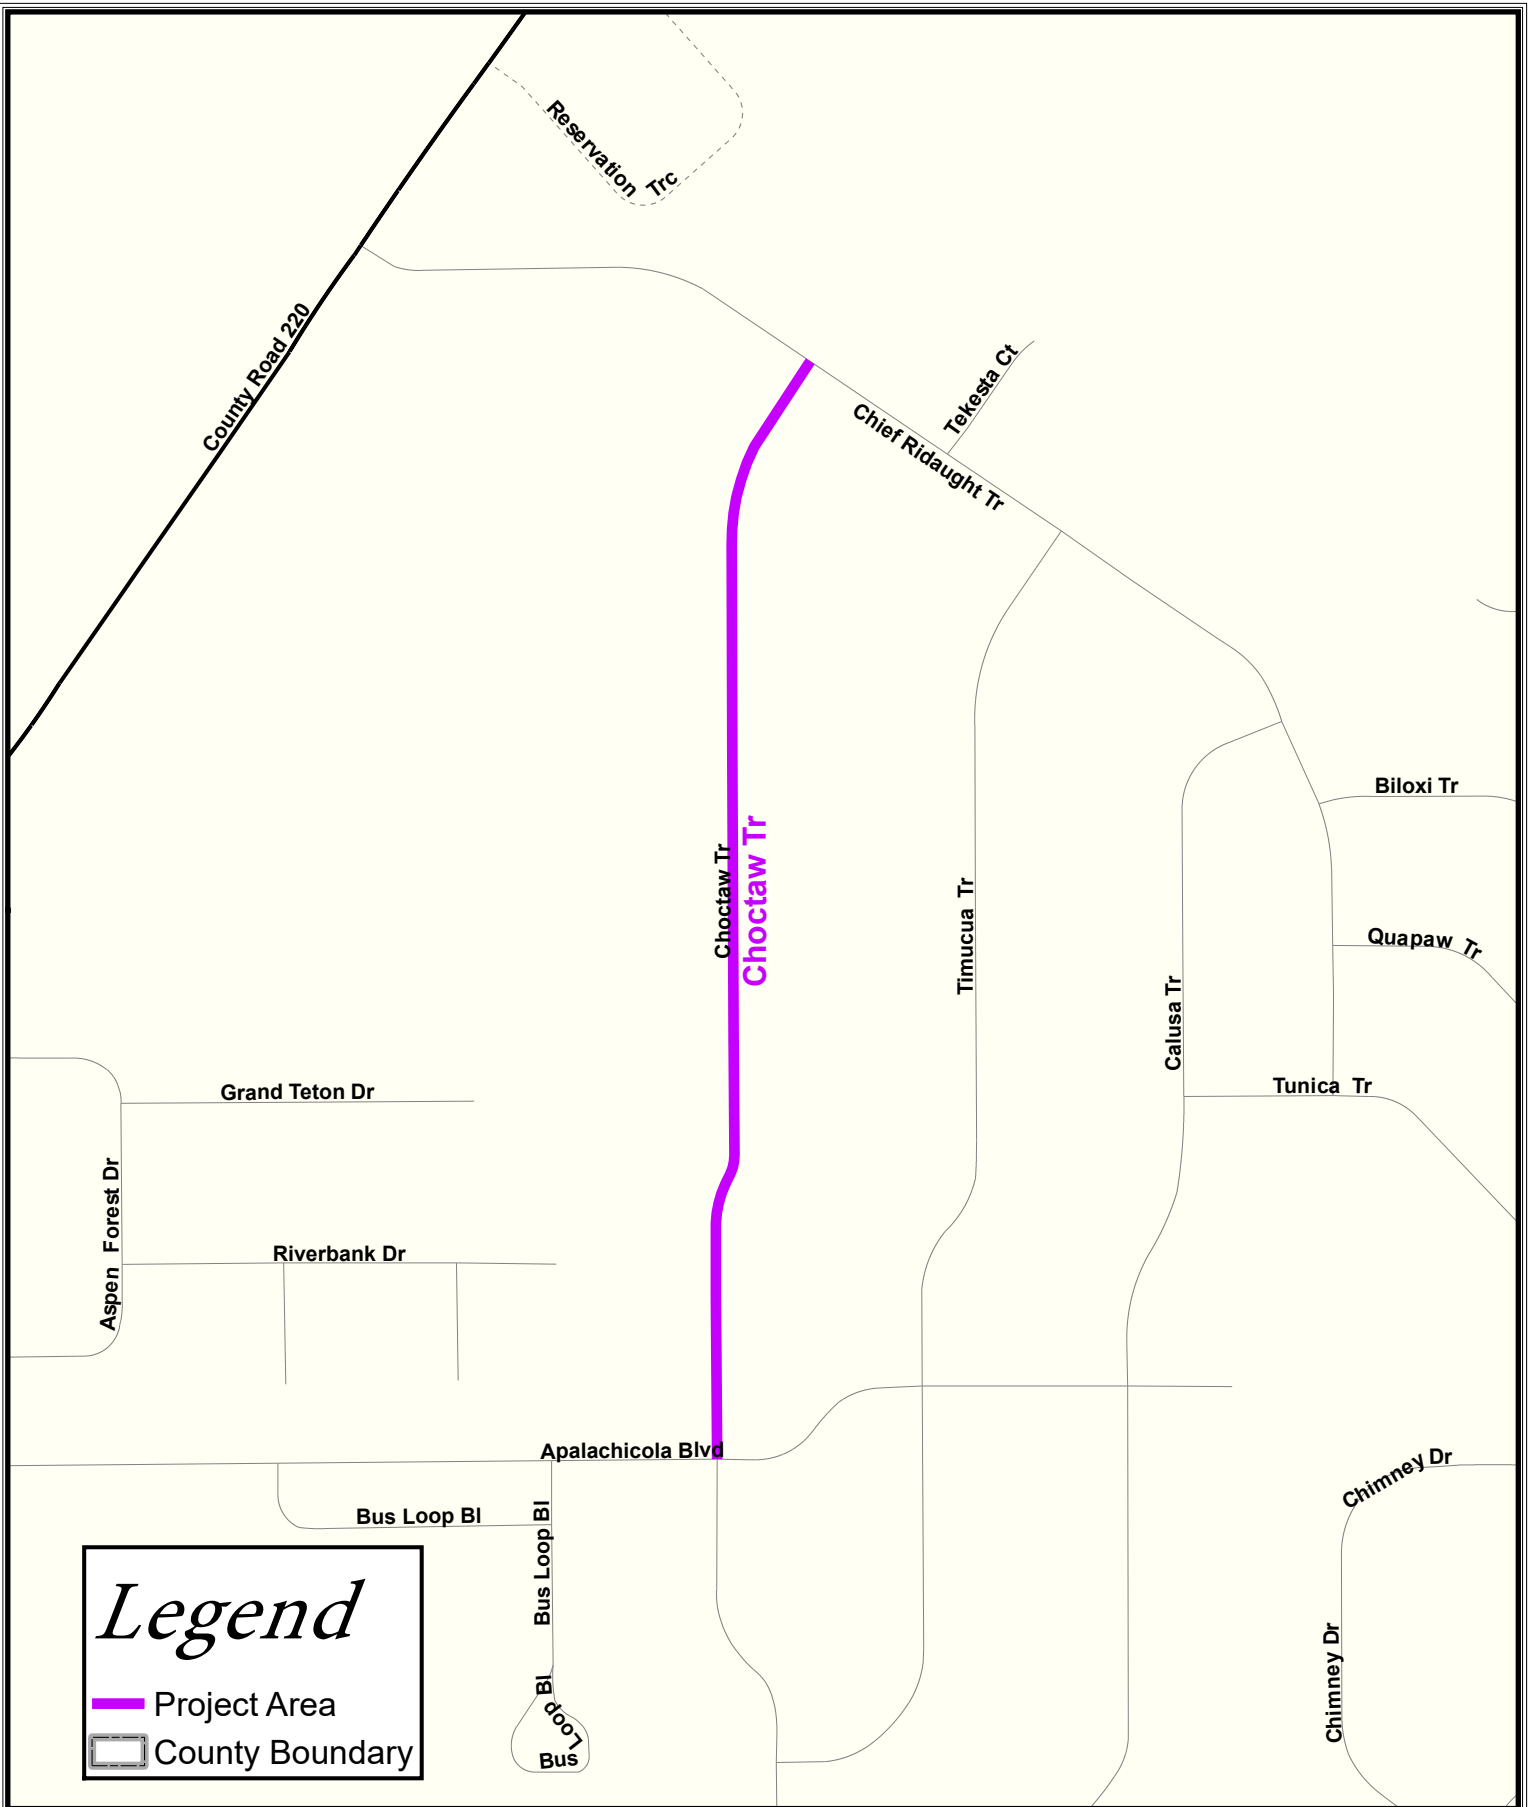 Reservation Trc
County Road 220
Tekesta Ct
Chief Ridaught Tr
Biloxi Tr
Choctaw Tr
Choctaw Tr
Timucua Tr
Quapaw Tr
Calusa Tr
Tunica Tr
Grand Teton Dr
Aspen Forest Dr
Riverbank Dr
Apalachicola Blvd
Chimney Dr
Bus Loop Bl
Bus Loop Bl
Chimney Dr
Bus Loop Bl
Legend
Project Area
County Boundary